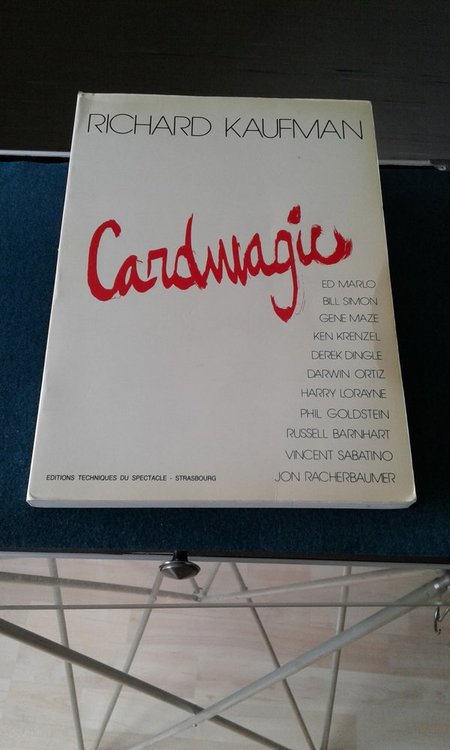 RICHARD KAUFMAN
Cardmagic
ED MARLO
BILL SIMON
GENE MAZE
KEN KRENZEL
DEREK DINGLE
DARWIN ORTIZ
HARRY LORAYNE
PHIL GOLDSTEIN
RUSSELL BARNHART
VINCENT SABATINO
JON RACHERBAUMER
EDITIONS TECHNIQUES DU SPECTACLE - STRASBOURG